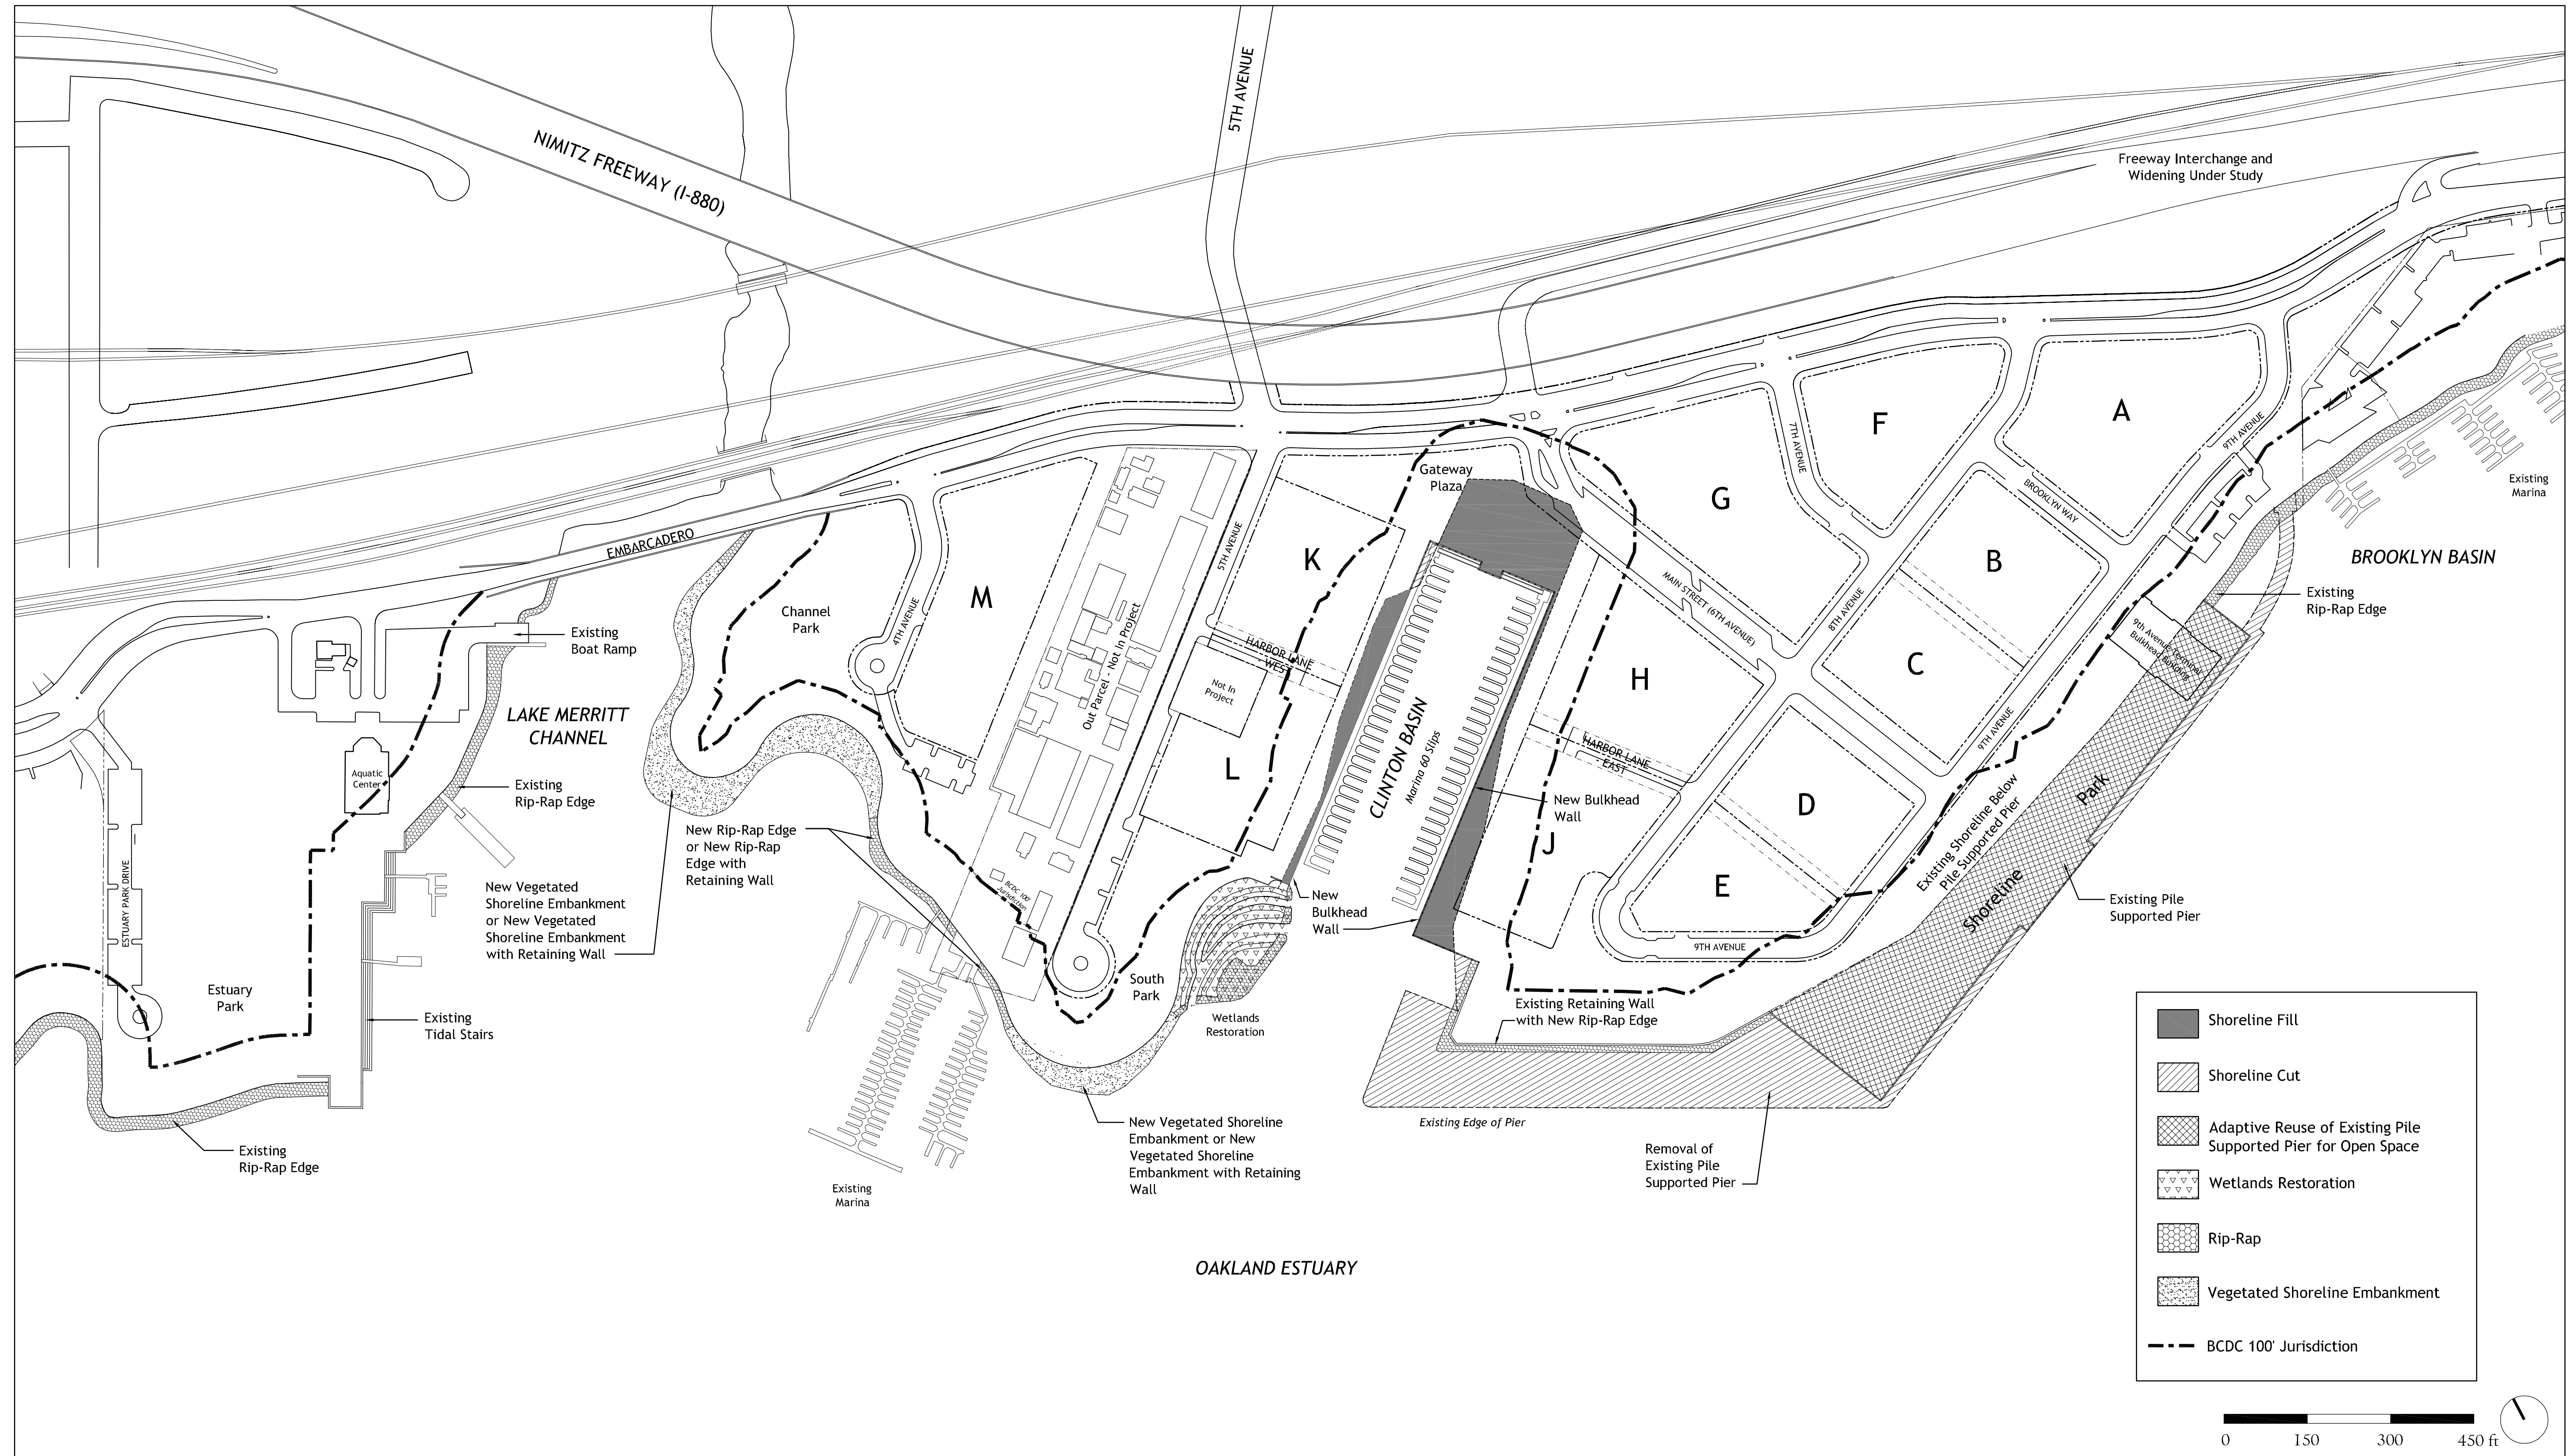 5TH AVENUE
NIMITZ FREEWAY (I-880)
Freeway Interchange and
Widening Under Study
A
F
G
B
C
K
M
H
L
D
E
J
7TH AVENUE
9TH AVENUE
BROOKLYN WAY
Gateway
Plaza
Existing
Marina
BROOKLYN BASIN
EMBARCADERO
5TH AVENUE
4TH AVENUE
Channel
Park
MAIN STREET (6TH AVENUE)
8TH AVENUE
Existing
Rip-Rap Edge
9th Avenue Terminal
Bulkhead Building
Existing
Boat Ramp
HARBOR LANE
WEST
Out Parcel - Not In Project
Not In
Project
LAKE MERRITT
CHANNEL
CLINTON BASIN
Marina 60 Slips
HARBOR LANE
EAST
9TH AVENUE
Aquatic
Center
Existing
Rip-Rap Edge
New Bulkhead
Wall
Existing Shoreline Below
Pile Supported Pier
Shoreline Park
New Rip-Rap Edge
or New Rip-Rap
Edge with
Retaining Wall
BCDC 100'
Jurisdiction
New Vegetated
Shoreline Embankment
or New Vegetated
Shoreline Embankment
with Retaining Wall
ESTUARY PARK DRIVE
New
Bulkhead
Wall
Existing Pile
Supported Pier
9TH AVENUE
Estuary
Park
South
Park
Existing
Tidal Stairs
Wetlands
Restoration
Existing Retaining Wall
with New Rip-Rap Edge
Existing
Rip-Rap Edge
New Vegetated Shoreline
Embankment or New
Vegetated Shoreline
Embankment with Retaining
Wall
Existing Edge of Pier
Removal of
Existing Pile
Supported Pier
Existing
Marina
OAKLAND ESTUARY
Shoreline Fill
Shoreline Cut
Adaptive Reuse of Existing Pile
Supported Pier for Open Space
Wetlands Restoration
Rip-Rap
Vegetated Shoreline Embankment
BCDC 100' Jurisdiction
0 150 300 450 ft